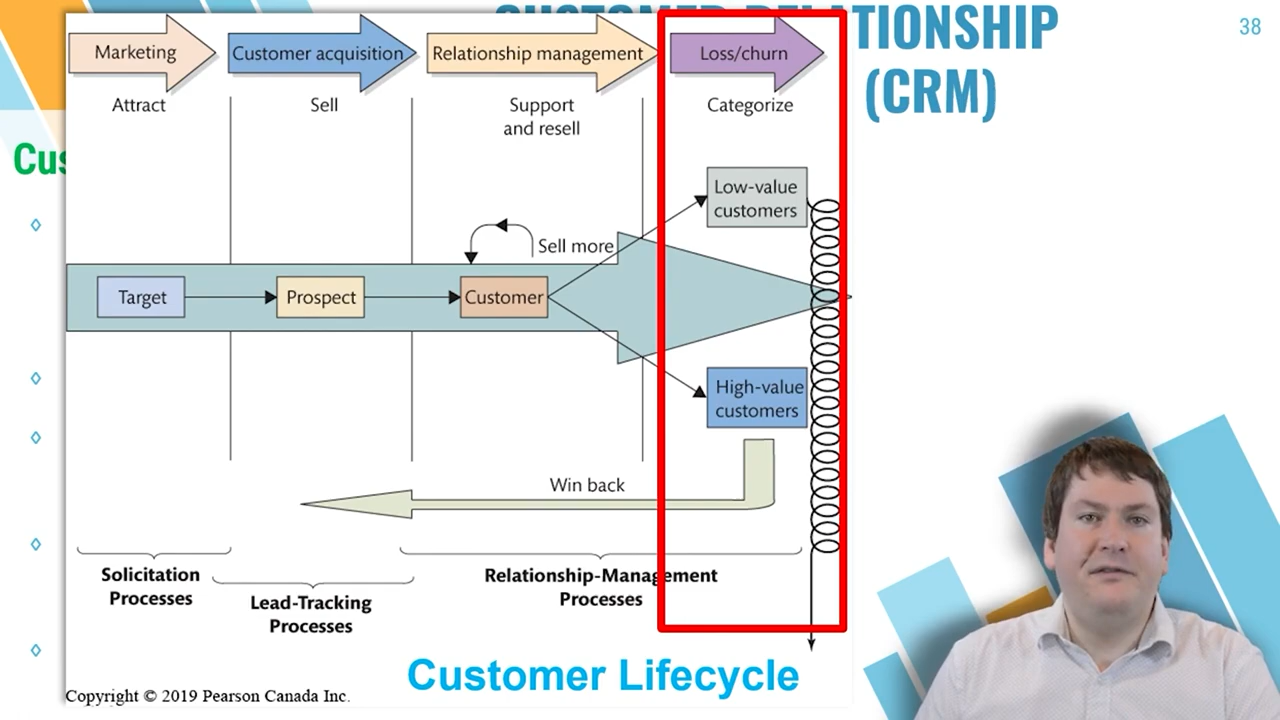 CUSTOMER RELATIONSHIP
(CRM)
38
Cus
Marketing
Customer acquisition
Relationship management
Loss/churn
Attract
Sell
Support
and resell
Categorize
Low-value
customers
Sell more
Target
Prospect
Customer
High-value
customers
Win back
Solicitation
Processes
Lead-Tracking
Processes
Relationship-Management
Processes
Customer Lifecycle
Copyright © 2019 Pearson Canada Inc.